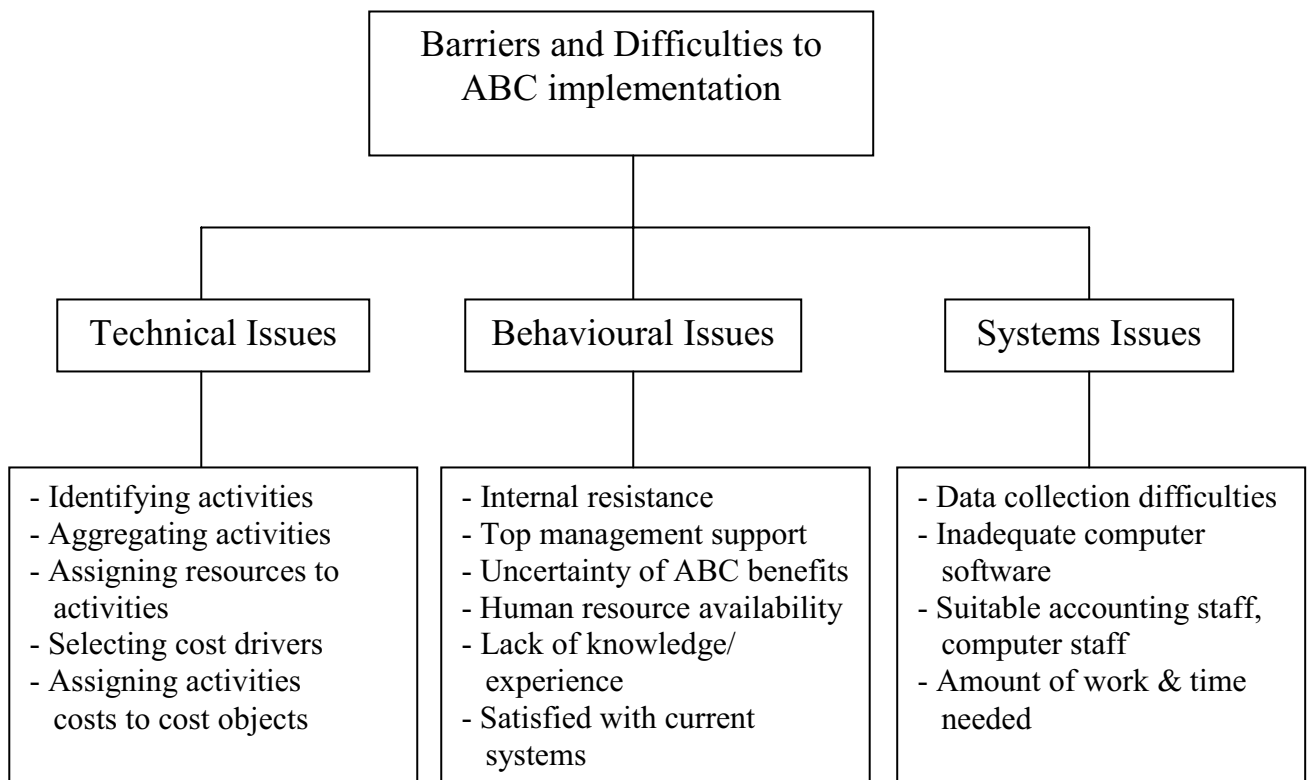 Barriers and Difficulties to
ABC implementation
Technical Issues
Behavioural Issues
Systems Issues
- Identifying activities
- Aggregating activities
- Assigning resources to
activities
- Selecting cost drivers
- Assigning activities
costs to cost objects
- Internal resistance
- Top management support
- Uncertainty of ABC benefits
- Human resource availability
- Lack of knowledge/
experience
- Satisfied with current
systems
- Data collection difficulties
- Inadequate computer
software
- Suitable accounting staff,
computer staff
- Amount of work & time
needed